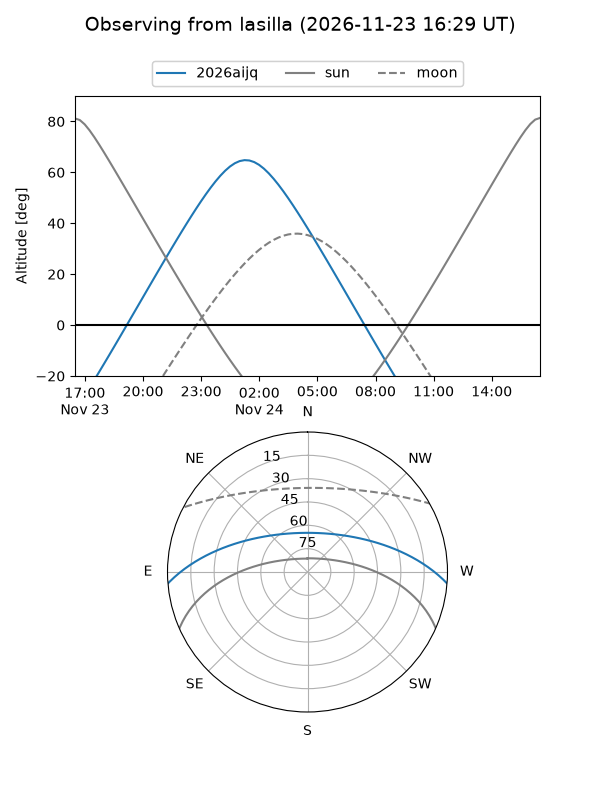 Observing from lasilla (2026-11-23 16:29 UT)
2026aijq sun moon
80
60
40
20
0
−20
Altitude [deg]
17:00 20:00 23:00 02:00 05:00 08:00 11:00 14:00
Nov 23 Nov 24
N
NE NW
15
30
45
60
75
E W
SE SW
S